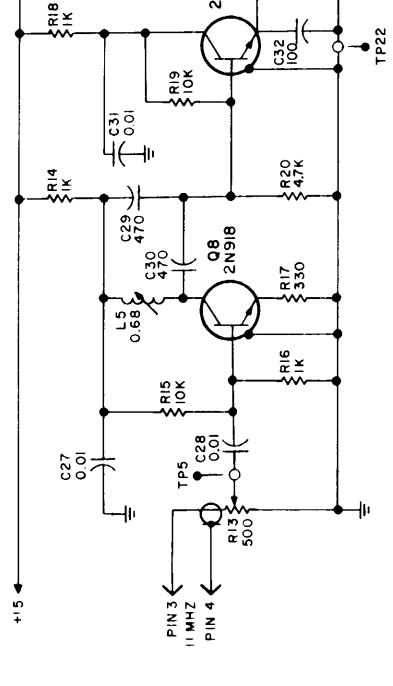 R18
1K
2
C32
100
TP22
R19
10K
C31
0.01
R14
1K
C29
470
R20
4.7K
C30
470
Q8
2N918
L5
0.68
R17
330
R16
1K
R15
10K
C27
0.01
C28
0.01
TP5
R13
500
+15
PIN 3
11 MHZ
PIN 4